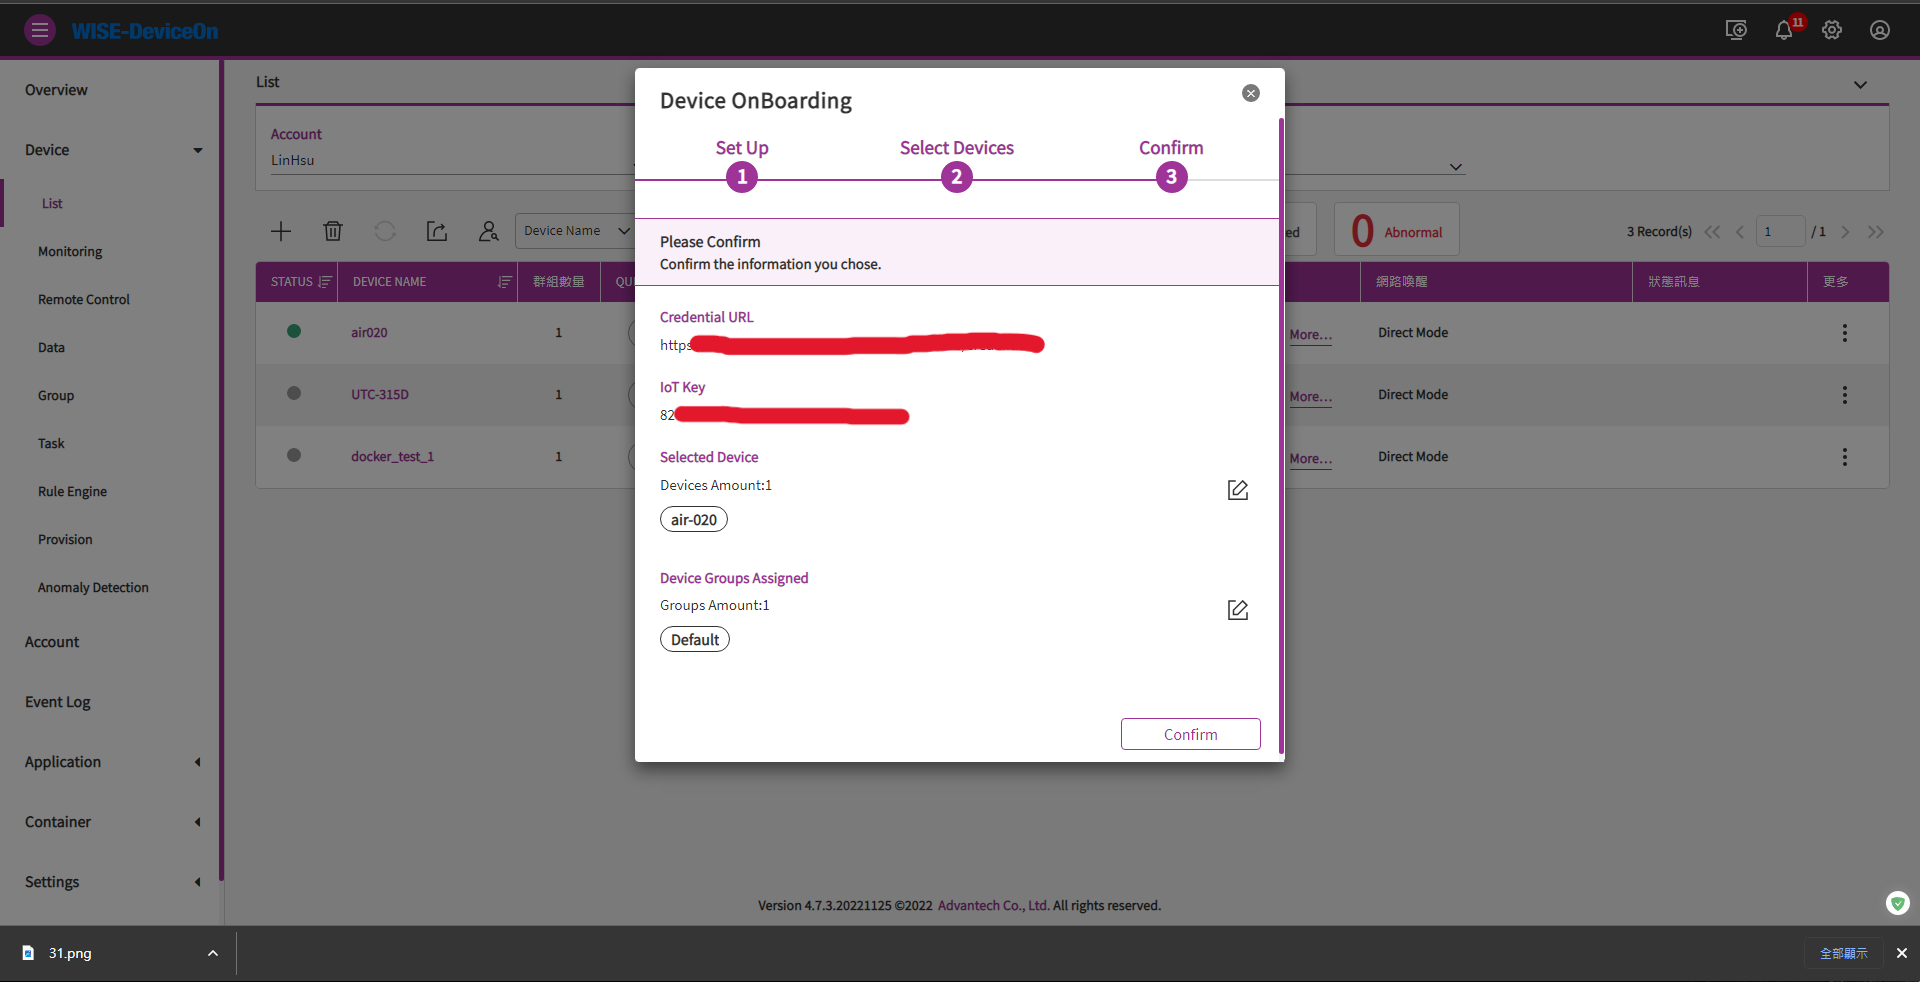 WISE-DeviceOn
11
Overview
Device
List
Monitoring
Remote Control
Data
Group
Task
Rule Engine
Provision
Anomaly Detection
Account
Event Log
Application
Container
Settings
List
Account
LinHsu
Device Name
ed
0 Abnormal
3 Record(s)
1
/ 1
STATUS
DEVICE NAME
群組數量
QU
網路喚醒
狀態訊息
更多
air020
1
More...
Direct Mode
UTC-315D
1
More...
Direct Mode
docker_test_1
1
More...
Direct Mode
Device OnBoarding
Set Up
Select Devices
Confirm
1
2
3
Please Confirm
Confirm the information you chose.
Credential URL
https
IoT Key
82
Selected Device
Devices Amount:1
air-020
Device Groups Assigned
Groups Amount:1
Default
Confirm
Version 4.7.3.20221125 ©2022 Advantech Co., Ltd. All rights reserved.
31.png
全部顯示